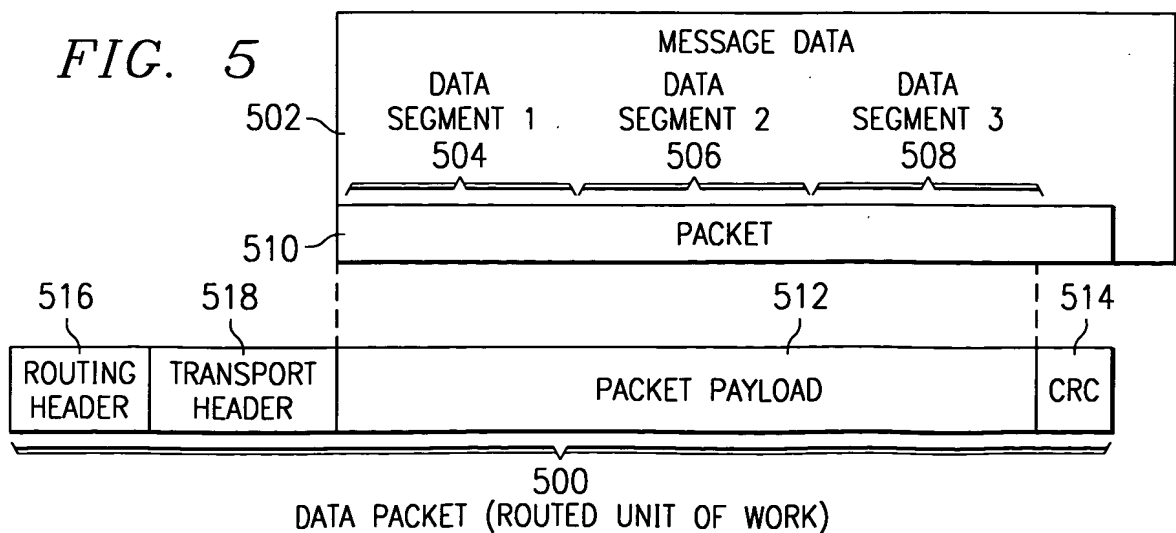 FIG. 5
MESSAGE DATA
DATA SEGMENT 1
504
DATA SEGMENT 2
506
DATA SEGMENT 3
508
502
510
PACKET
516
518
512
514
ROUTING HEADER
TRANSPORT HEADER
PACKET PAYLOAD
CRC
500
DATA PACKET (ROUTED UNIT OF WORK)